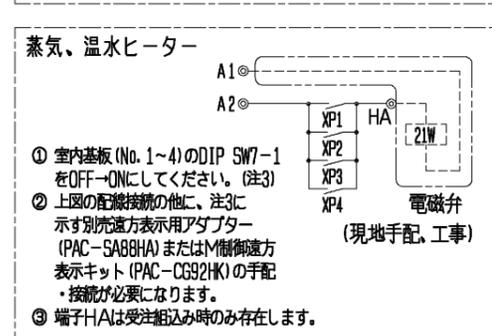 蒸気、温水ヒーター
A1
A2
XP1
HA
XP2
21W
XP3
XP4
電磁弁
(現地手配、工事)
① 室内基板(No. 1~4)のDIP SW7-1
をOFF→ONにしてください。(注3)
② 上図の配線接続の他に、注3に
示す別売遠方表示用アダプター
(PAC-SA88HA)またはM制御遠方
表示キット(PAC-CG92HK)の手配
・接続が必要になります。
③ 端子HAは受注組込み時のみ存在します。